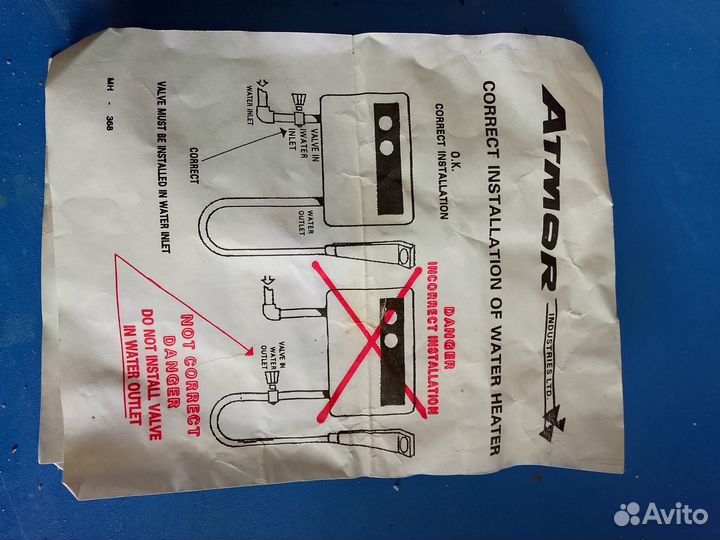 ATMOR
INDUSTRIES LTD.
CORRECT INSTALLATION OF WATER HEATER
O.K.
CORRECT INSTALLATION
DANGER
INCORRECT INSTALLATION
VALVE IN
WATER
INLET
WATER INLET
WATER
OUTLET
CORRECT
VALVE MUST BE INSTALLED IN WATER INLET
VALVE IN
WATER
OUTLET
NOT CORRECT
DANGER
DO NOT INSTALL VALVE
IN WATER OUTLET
MH - 368
Avito